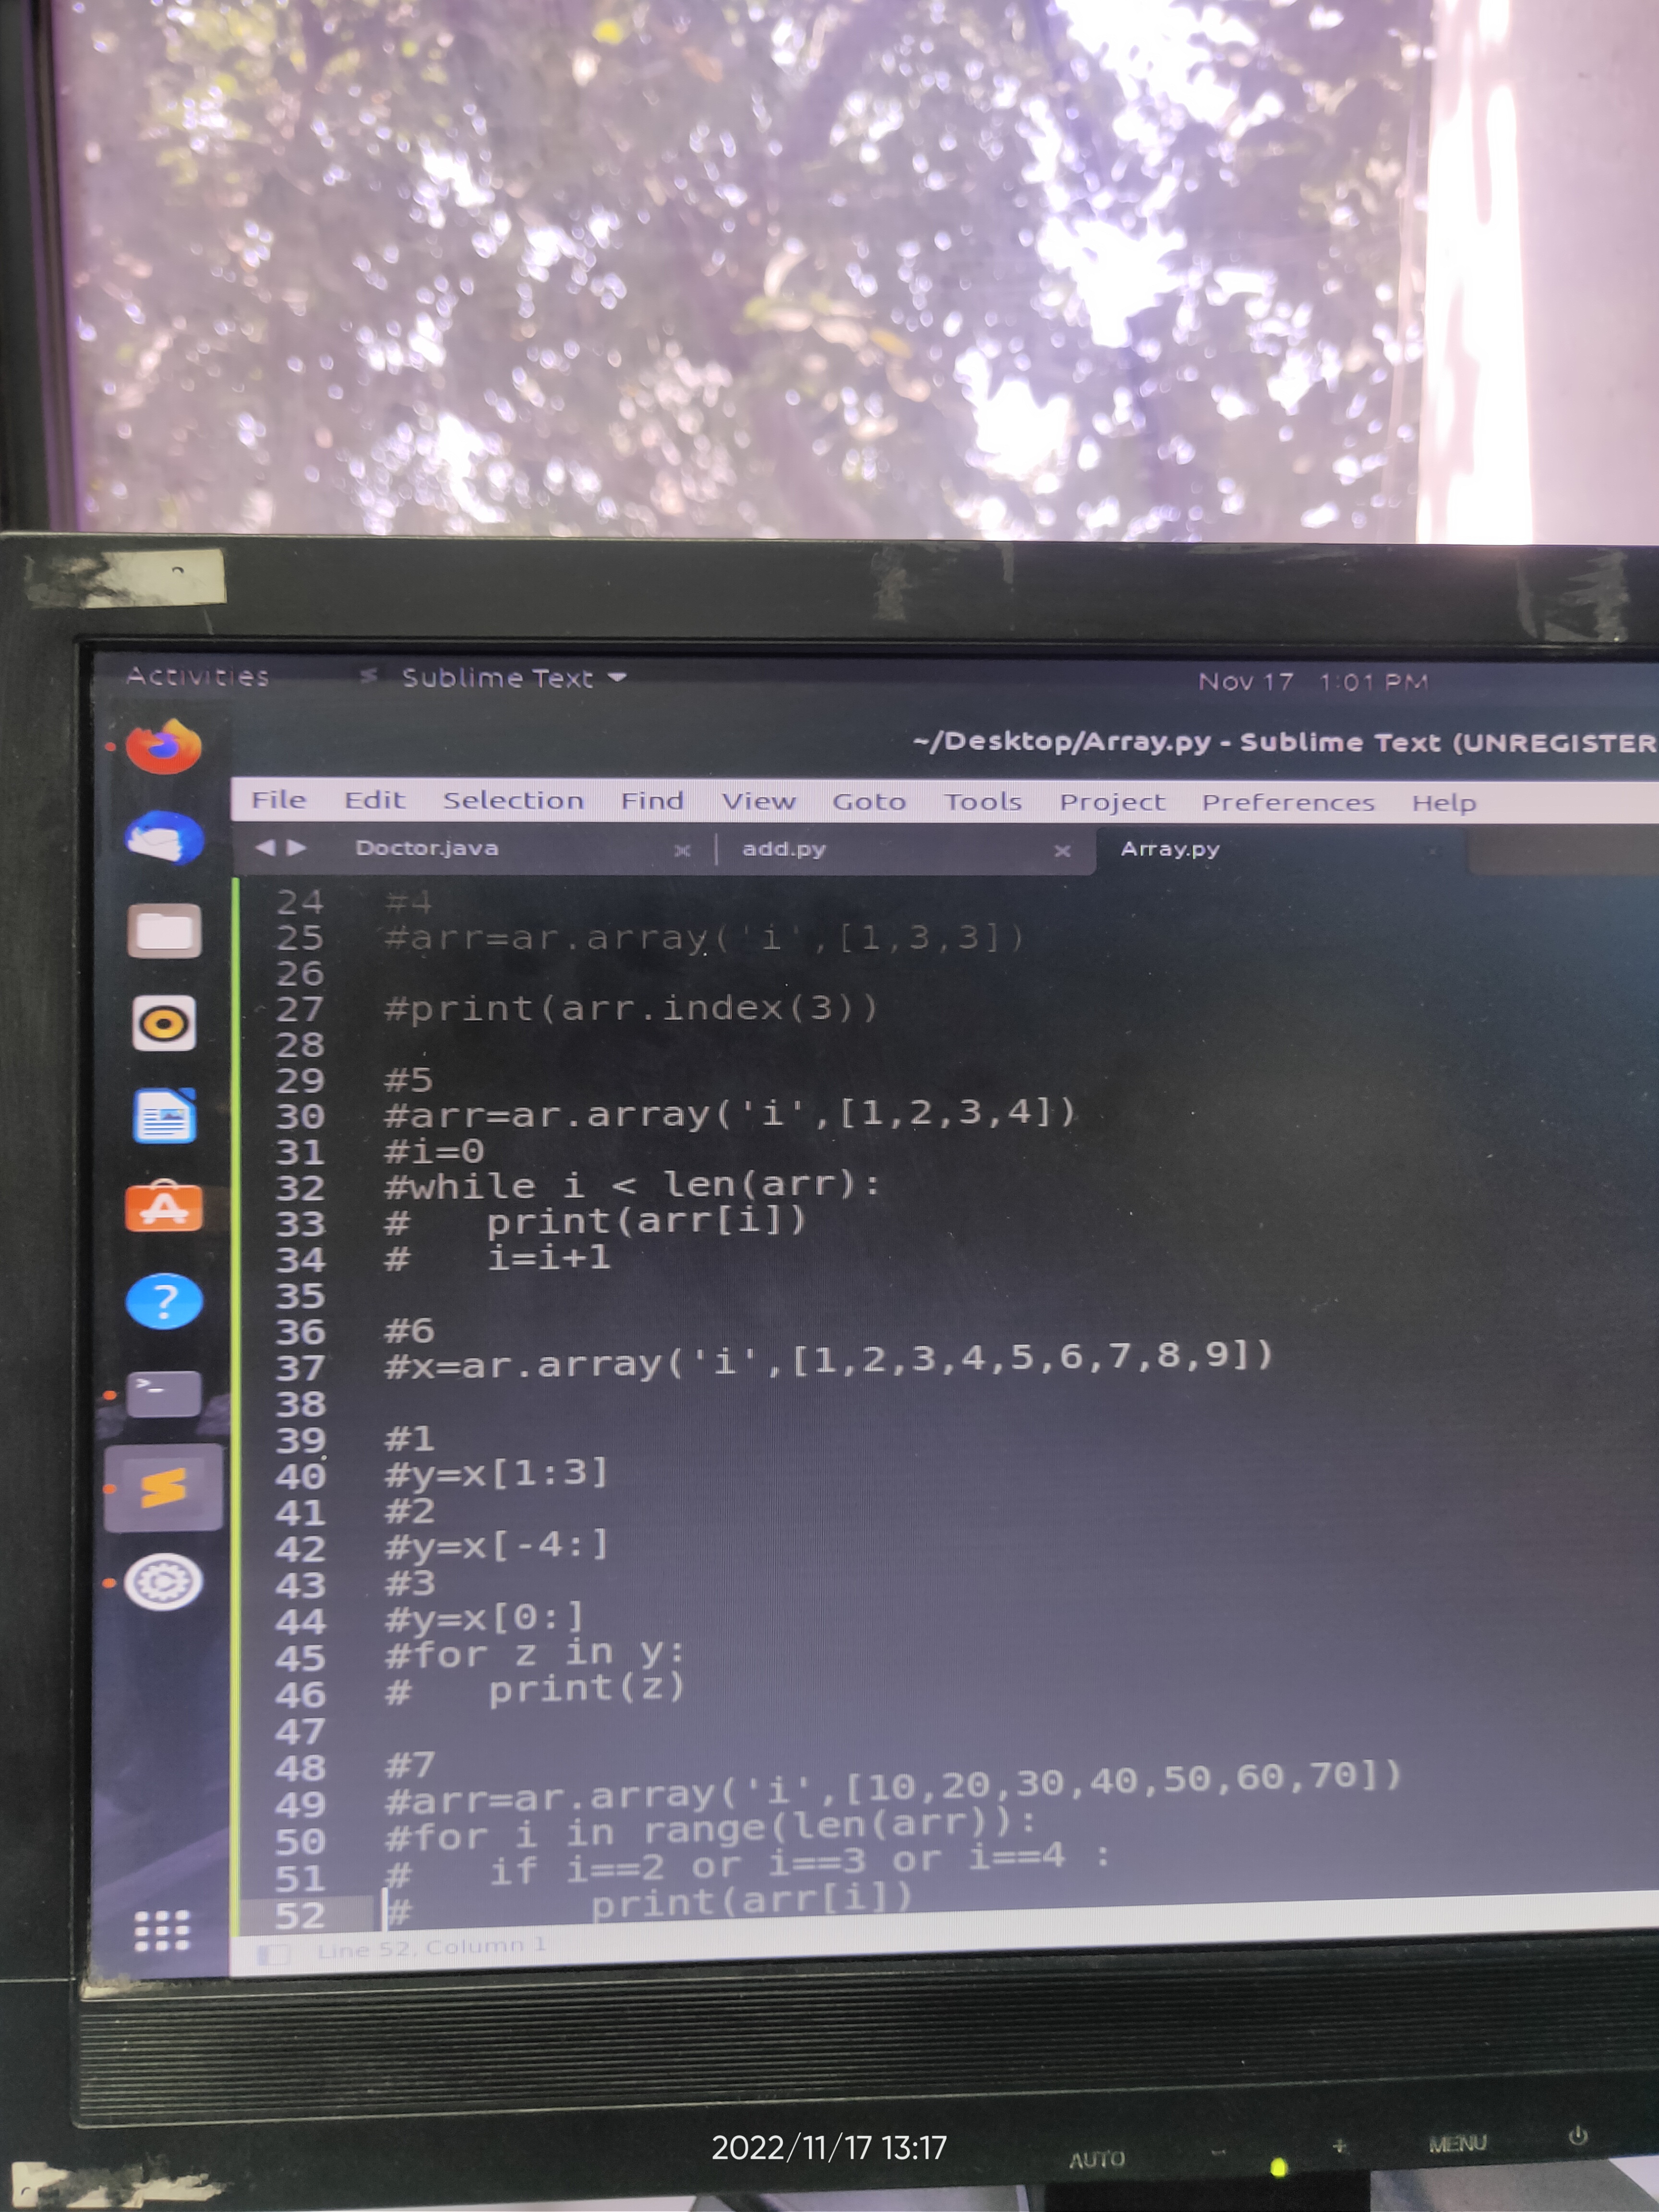 Activities Sublime Text Nov 17 1:01 PM
~/Desktop/Array.py - Sublime Text (UNREGISTER
File Edit Selection Find View Goto Tools Project Preferences Help
Doctor.java × add.py × Array.py
24 #4
25 #arr=ar.array('i',[1,3,3])
26
27 #print(arr.index(3))
28
29 #5
30 #arr=ar.array('i',[1,2,3,4])
31 #i=0
32 #while i < len(arr):
33 #   print(arr[i])
34 #   i=i+1
35
36 #6
37 #x=ar.array('i',[1,2,3,4,5,6,7,8,9])
38
39 #1
40 #y=x[1:3]
41 #2
42 #y=x[-4:]
43 #3
44 #y=x[0:]
45 #for z in y:
46 #   print(z)
47
48 #7
49 #arr=ar.array('i',[10,20,30,40,50,60,70])
50 #for i in range(len(arr)):
51 #   if i==2 or i==3 or i==4 :
52 #       print(arr[i])
Line 52, Column 1
2022/11/17 13:17
AUTO - + MENU